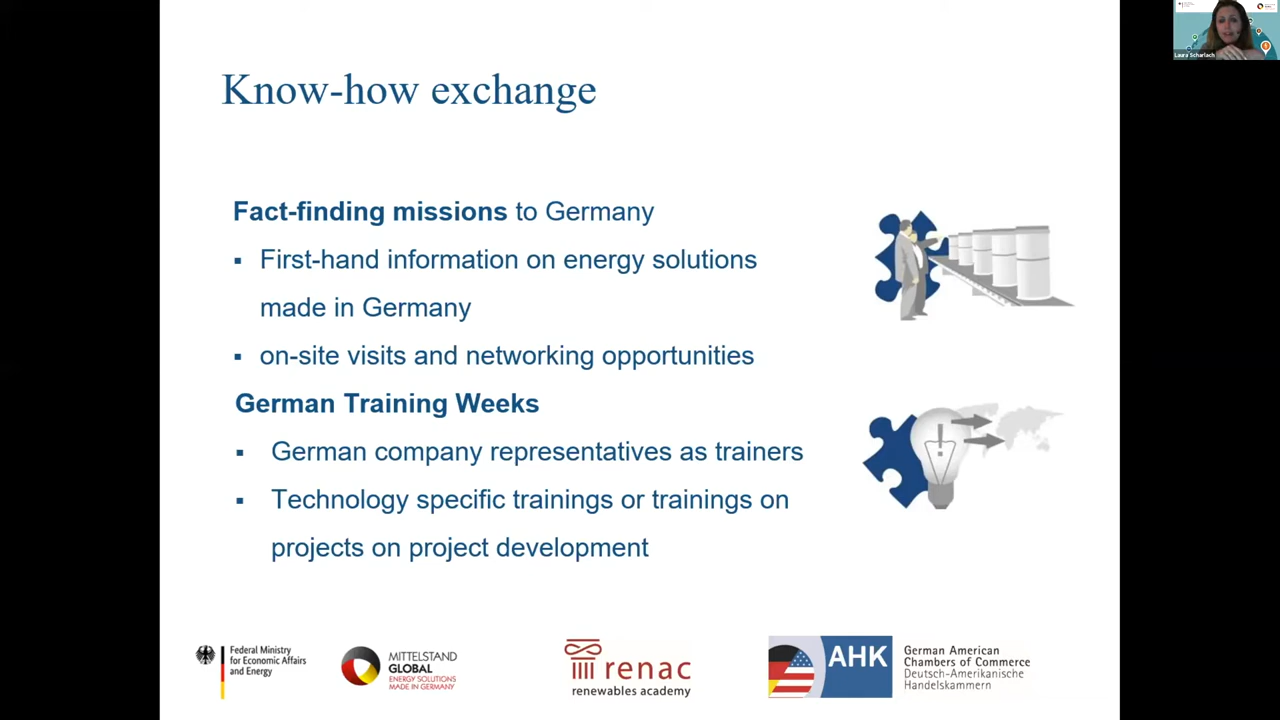 Know-how exchange
Fact-finding missions to Germany
▪ First-hand information on energy solutions
made in Germany
▪ on-site visits and networking opportunities
German Training Weeks
▪ German company representatives as trainers
▪ Technology specific trainings or trainings on
projects on project development
Federal Ministry
for Economic Affairs
and Energy
MITTELSTAND
GLOBAL
ENERGY SOLUTIONS
MADE IN GERMANY
renac
renewables academy
AHK
German American
Chambers of Commerce
Deutsch-Amerikanische
Handelskammern
Laura Scharlach